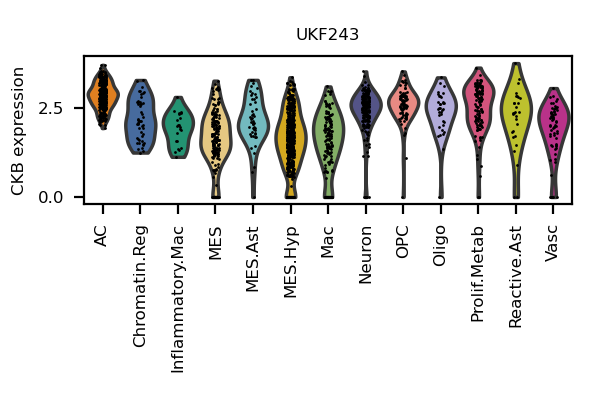 UKF243
CKB expression
2.5
0.0
AC
Chromatin.Reg
Inflammatory.Mac
MES
MES.Ast
MES.Hyp
Mac
Neuron
OPC
Oligo
Prolif.Metab
Reactive.Ast
Vasc